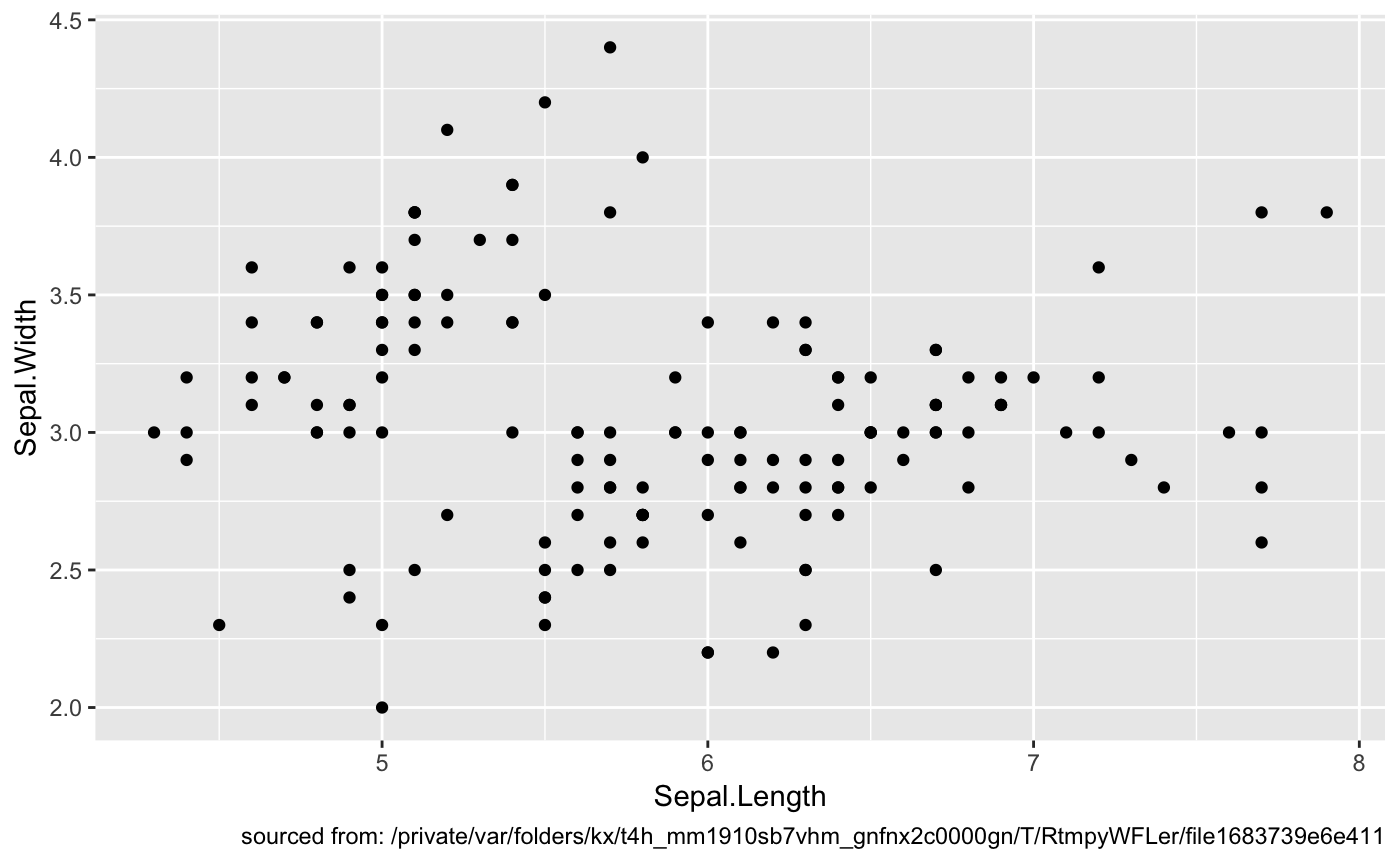 4.5
4.0
3.5
3.0
2.5
2.0
Sepal.Width
5 6 7 8
Sepal.Length
sourced from: /private/var/folders/kx/t4h_mm1910sb7vhm_gnfnx2c0000gn/T/RtmpyWFLer/file1683739e6e411